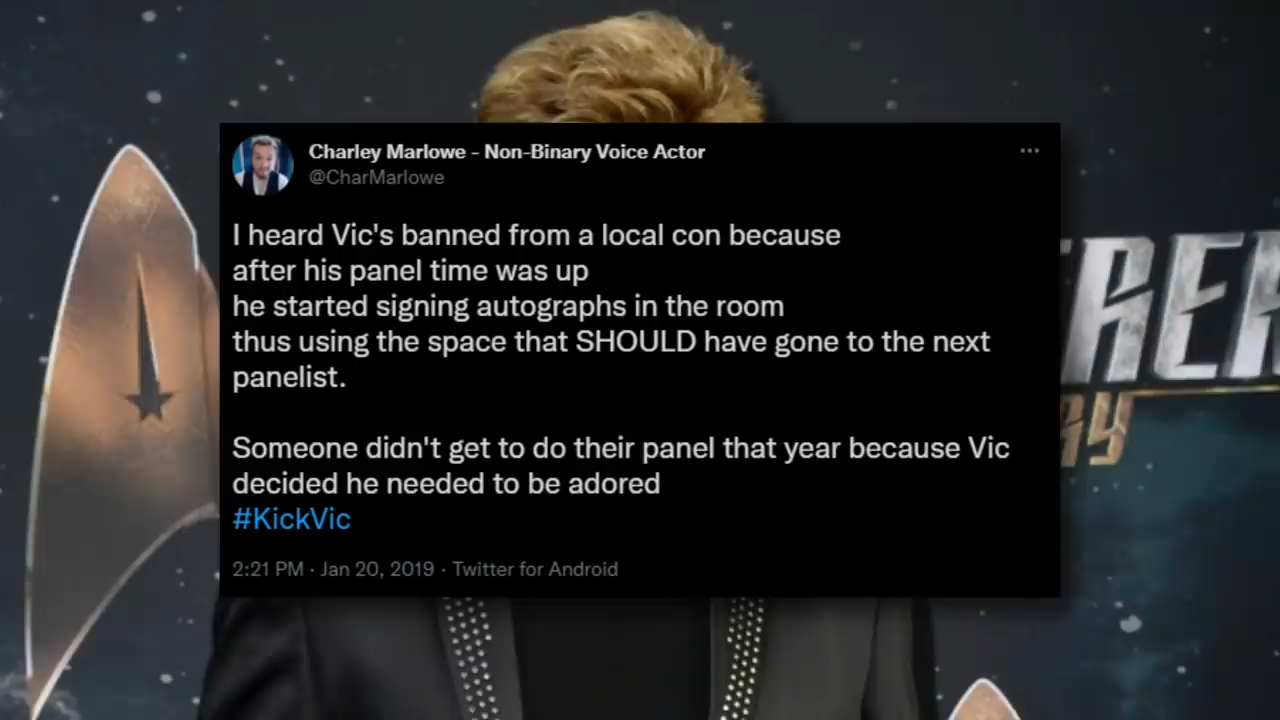 Charley Marlowe - Non-Binary Voice Actor
@CharMarlowe
I heard Vic's banned from a local con because
after his panel time was up
he started signing autographs in the room
thus using the space that SHOULD have gone to the next
panelist.
Someone didn't get to do their panel that year because Vic
decided he needed to be adored
#KickVic
2:21 PM · Jan 20, 2019 · Twitter for Android